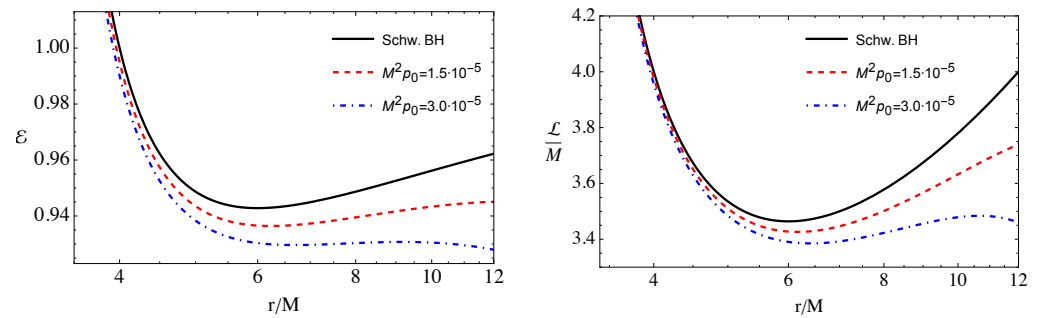 1.00
0.98
0.96
0.94
ℰ
4
6
8
10
12
r/M
Schw. BH
M²p₀=1.5·10⁻⁵
M²p₀=3.0·10⁻⁵
4.2
4.0
3.8
3.6
3.4
ℒ
M
4
6
8
10
12
r/M
Schw. BH
M²p₀=1.5·10⁻⁵
M²p₀=3.0·10⁻⁵